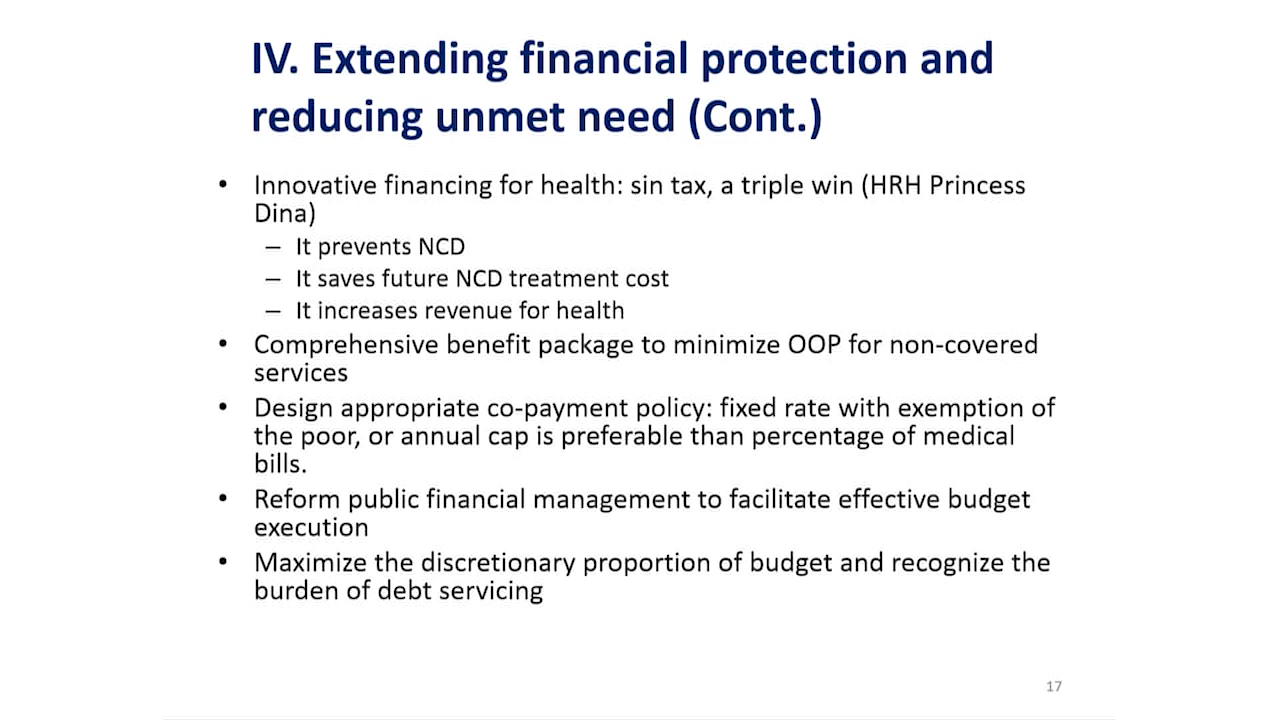 IV. Extending financial protection and
reducing unmet need (Cont.)
• Innovative financing for health: sin tax, a triple win (HRH Princess
Dina)
– It prevents NCD
– It saves future NCD treatment cost
– It increases revenue for health
• Comprehensive benefit package to minimize OOP for non-covered
services
• Design appropriate co-payment policy: fixed rate with exemption of
the poor, or annual cap is preferable than percentage of medical
bills.
• Reform public financial management to facilitate effective budget
execution
• Maximize the discretionary proportion of budget and recognize the
burden of debt servicing
17